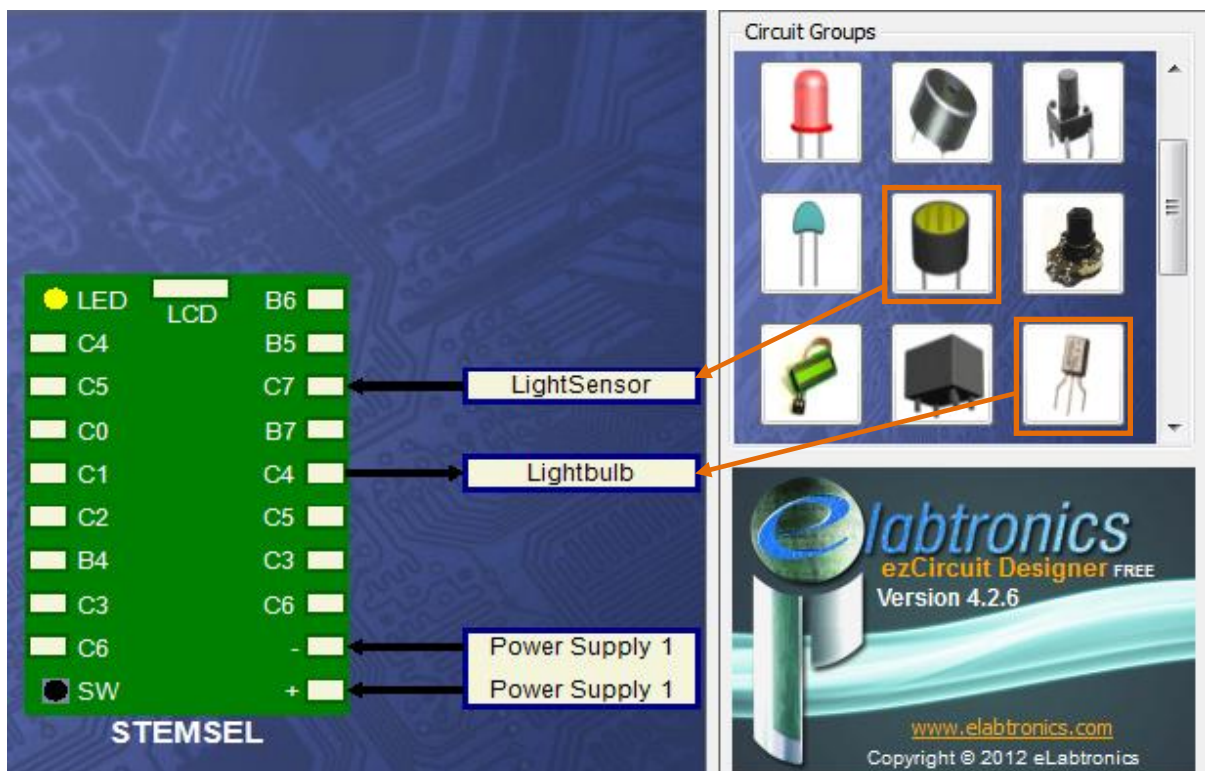 Circuit Groups
LED
LCD
B6
C4
B5
C5
C7
LightSensor
C0
B7
C1
C4
Lightbulb
C2
C5
B4
C3
C3
C6
C6
-
Power Supply 1
SW
+
Power Supply 1
STEMSEL
elabtronics
ezCircuit Designer FREE
Version 4.2.6
www.elabtronics.com
Copyright © 2012 eLabtronics